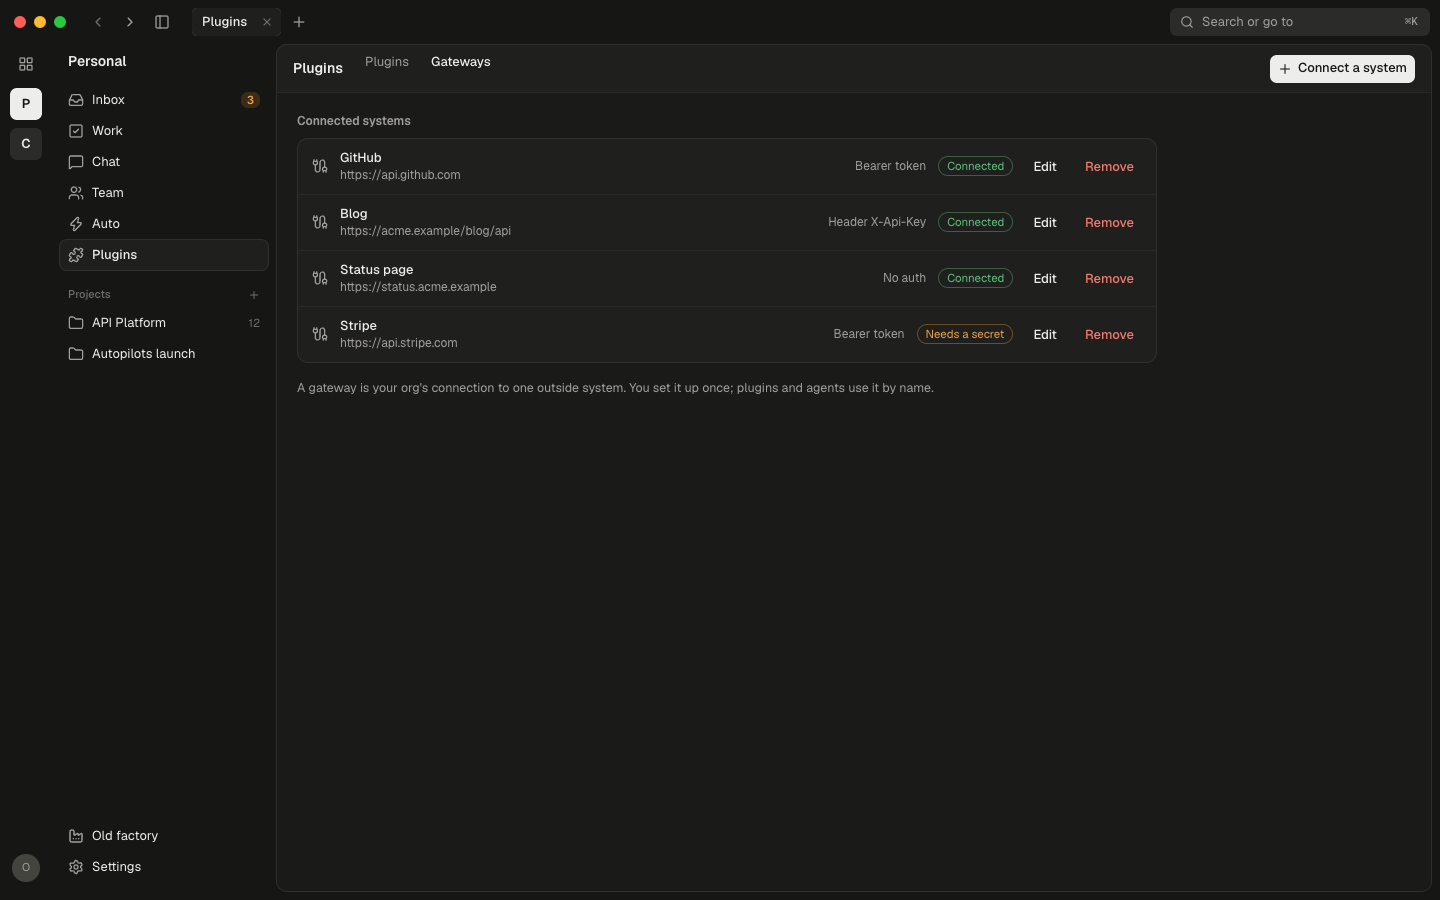 Plugins
Search or go to ⌘K
Personal
P
C
Inbox 3
Work
Chat
Team
Auto
Plugins
Projects
API Platform 12
Autopilots launch
Old factory
Settings
O
Plugins Plugins Gateways
Connect a system
Connected systems
GitHub
https://api.github.com
Bearer token Connected Edit Remove
Blog
https://acme.example/blog/api
Header X-Api-Key Connected Edit Remove
Status page
https://status.acme.example
No auth Connected Edit Remove
Stripe
https://api.stripe.com
Bearer token Needs a secret Edit Remove
A gateway is your org's connection to one outside system. You set it up once; plugins and agents use it by name.